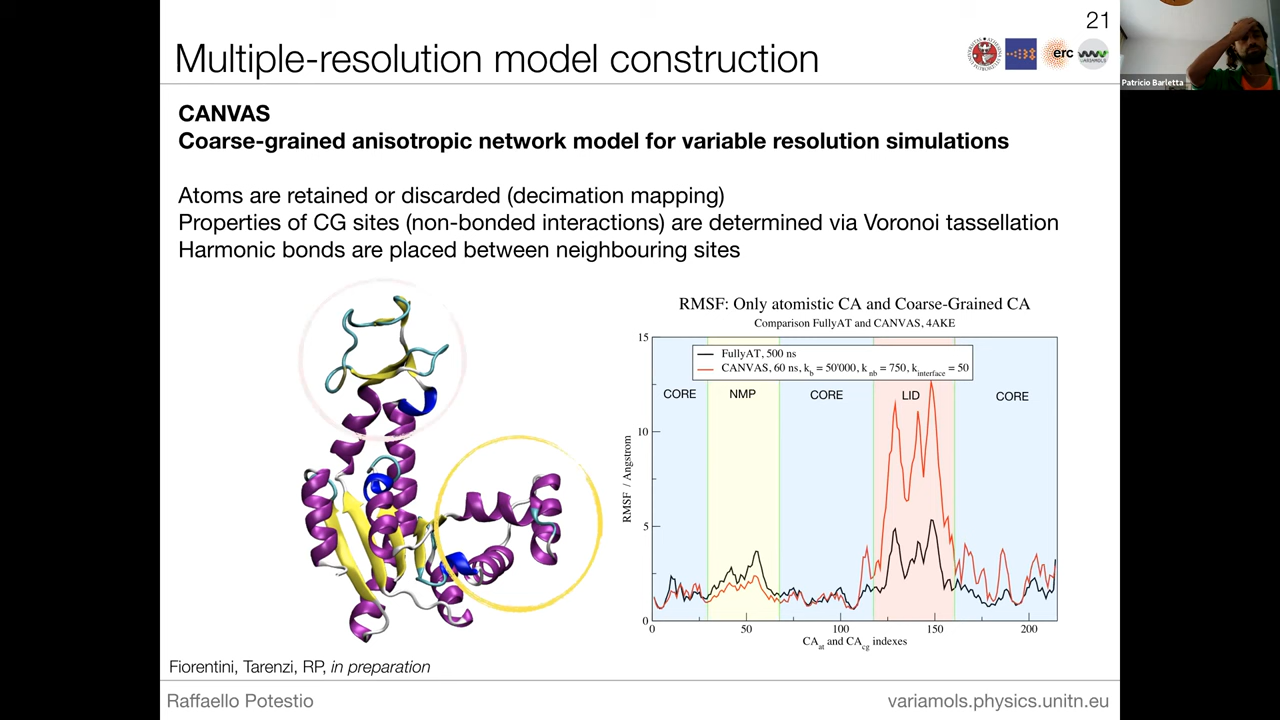 21
Multiple-resolution model construction
erc
Patricio Barletta
CANVAS
Coarse-grained anisotropic network model for variable resolution simulations
Atoms are retained or discarded (decimation mapping)
Properties of CG sites (non-bonded interactions) are determined via Voronoi tassellation
Harmonic bonds are placed between neighbouring sites
RMSF: Only atomistic CA and Coarse-Grained CA
Comparison FullyAT and CANVAS, 4AKE
FullyAT, 500 ns
CANVAS, 60 ns, k_b = 50'000, k_nb = 750, k_interface = 50
CORE NMP CORE LID CORE
RMSF / Angstrom
15
10
5
0
0 50 100 150 200
CA_at and CA_cg indexes
Fiorentini, Tarenzi, RP, in preparation
Raffaello Potestio
variamols.physics.unitn.eu